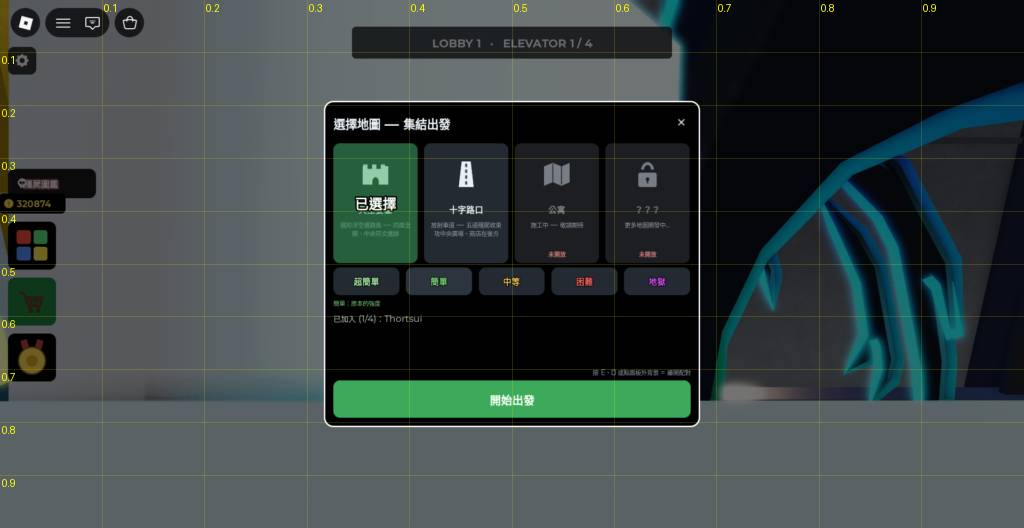 LOBBY 1 · ELEVATOR 1 / 4
選擇地圖 — 集結出發
×
已選擇
十字路口
公寓
施工中 — 敬請期待
未開放
? ? ?
更多地圖開發中..
未開放
超簡單
簡單
中等
困難
地獄
簡單：原本的強度
已加入 (1/4)：Thortsui
開始出發
320874
0.1
0.2
0.3
0.4
0.5
0.6
0.7
0.8
0.9
0.1
0.2
0.3
0.4
0.5
0.6
0.7
0.8
0.9